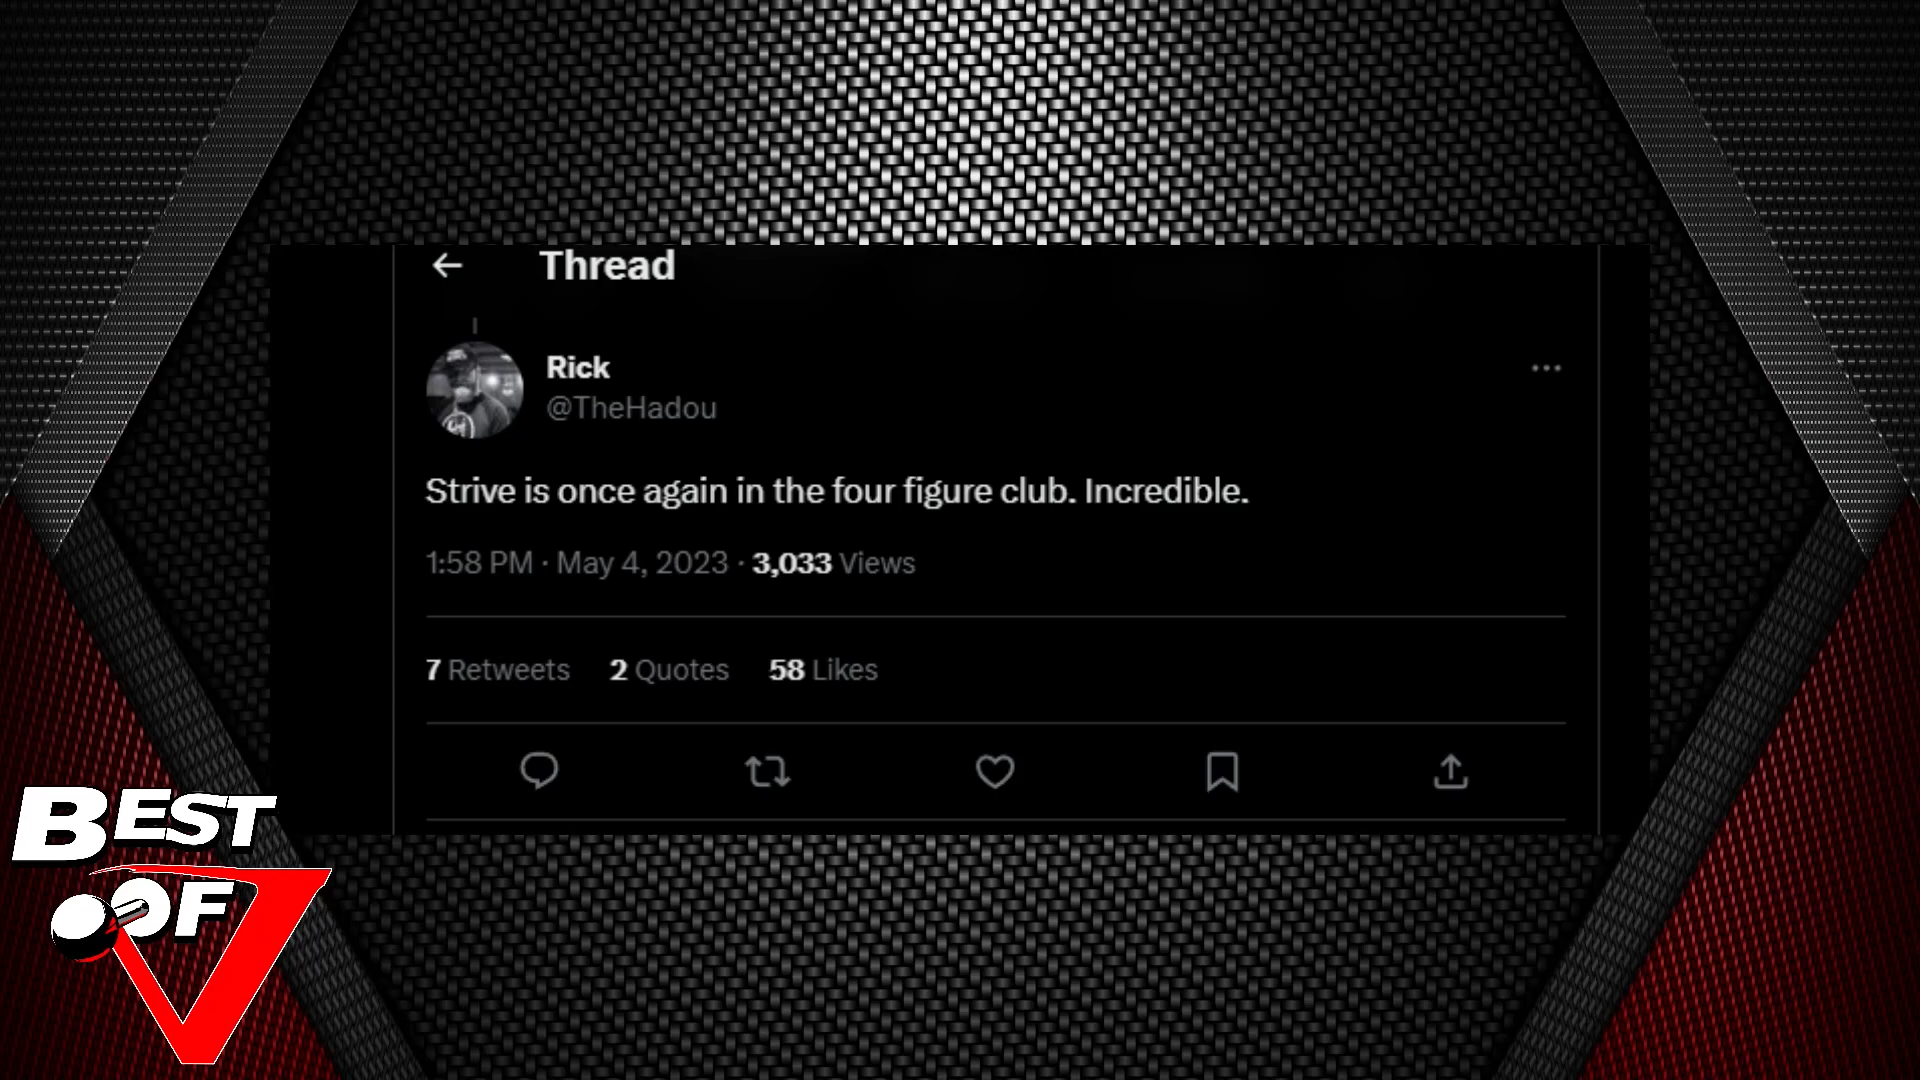 Thread
Rick
@TheHadou
Strive is once again in the four figure club. Incredible.
1:58 PM · May 4, 2023 · 3,033 Views
7 Retweets 2 Quotes 58 Likes
BEST
OF 7